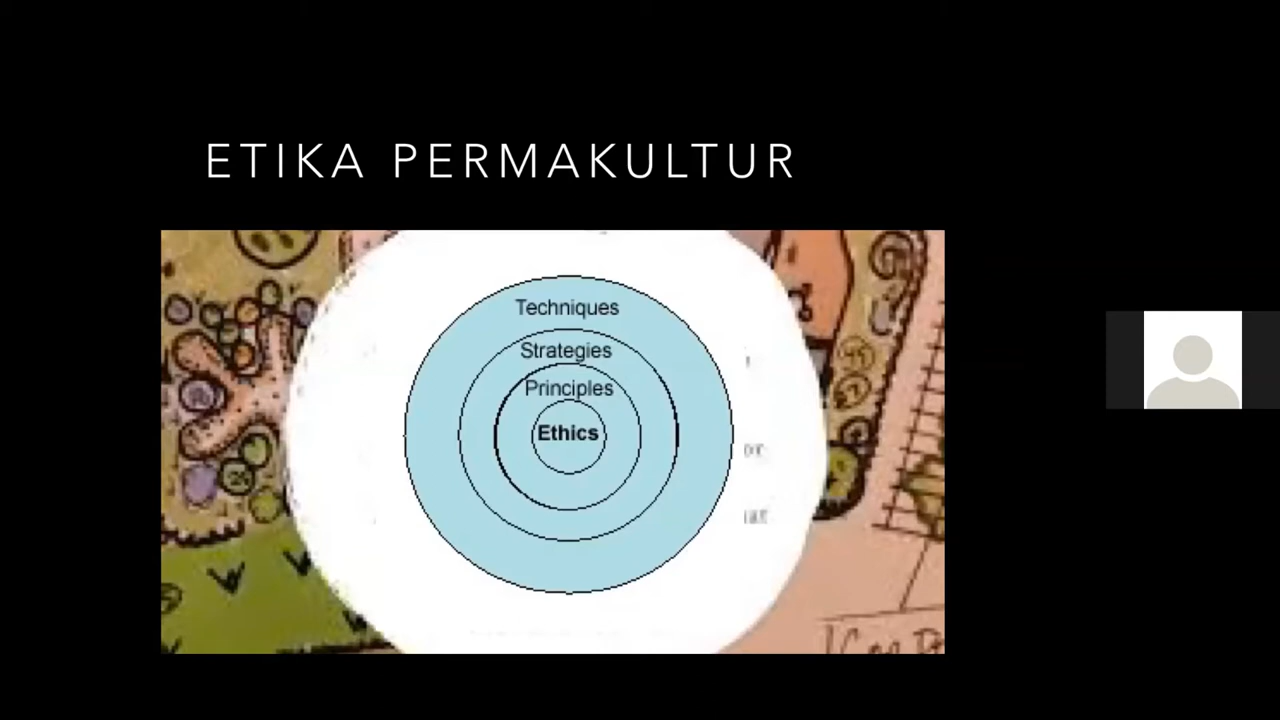 ETIKA PERMAKULTUR
Techniques
Strategies
Principles
Ethics